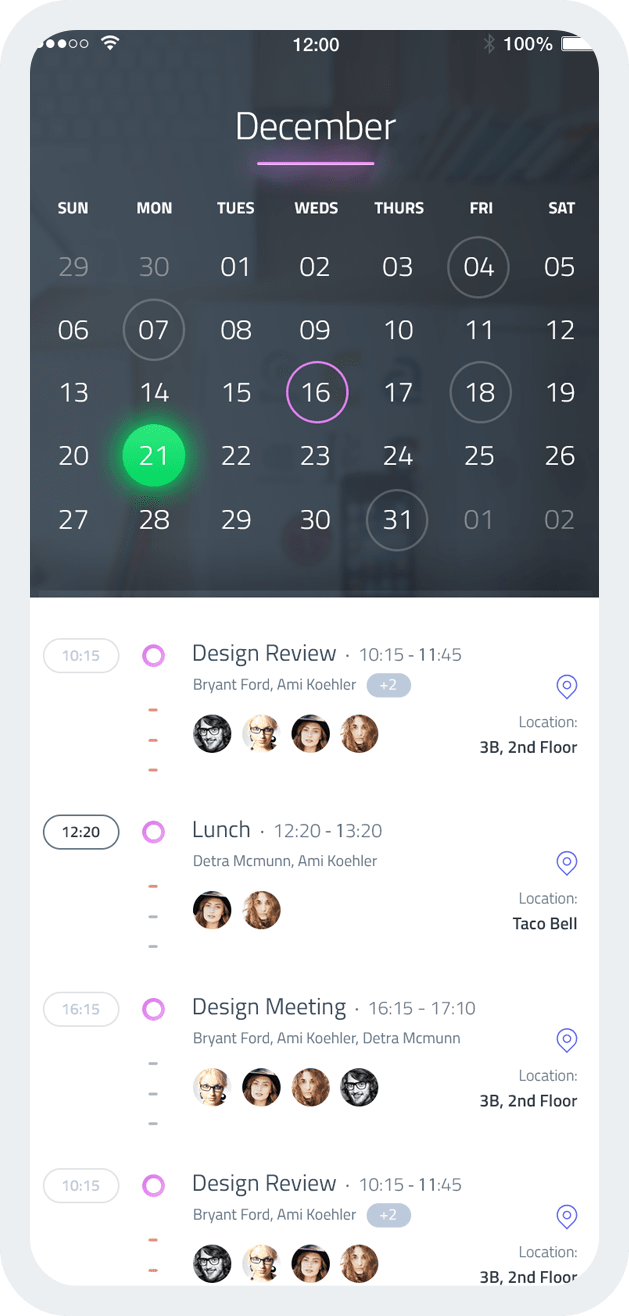 12:00 100%
December
SUN MON TUES WEDS THURS FRI SAT
29 30 01 02 03 04 05
06 07 08 09 10 11 12
13 14 15 16 17 18 19
20 21 22 23 24 25 26
27 28 29 30 31 01 02
10:15 Design Review · 10:15 - 11:45
Bryant Ford, Ami Koehler +2
Location:
3B, 2nd Floor
12:20 Lunch · 12:20 - 13:20
Detra Mcmunn, Ami Koehler
Location:
Taco Bell
16:15 Design Meeting · 16:15 - 17:10
Bryant Ford, Ami Koehler, Detra Mcmunn
Location:
3B, 2nd Floor
10:15 Design Review · 10:15 - 11:45
Bryant Ford, Ami Koehler +2
Location:
3B, 2nd Floor